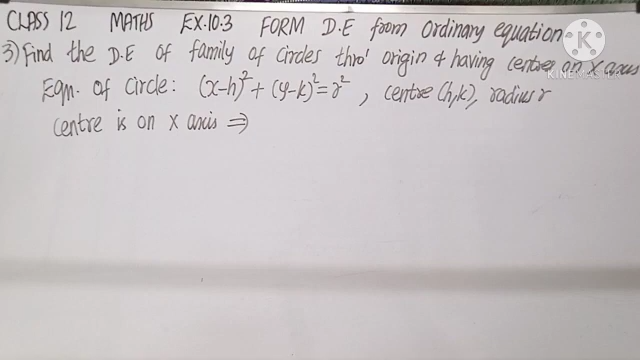 CLASS 12 MATHS EX.10.3 FORM D.E from Ordinary equation
3) Find the D.E of family of circles thro' origin & having centre on X axis
Eqn. of Circle: (x-h)² + (y-k)² = r² , centre (h,k), radius r
centre is on x axis ⇒
KINEMASTER